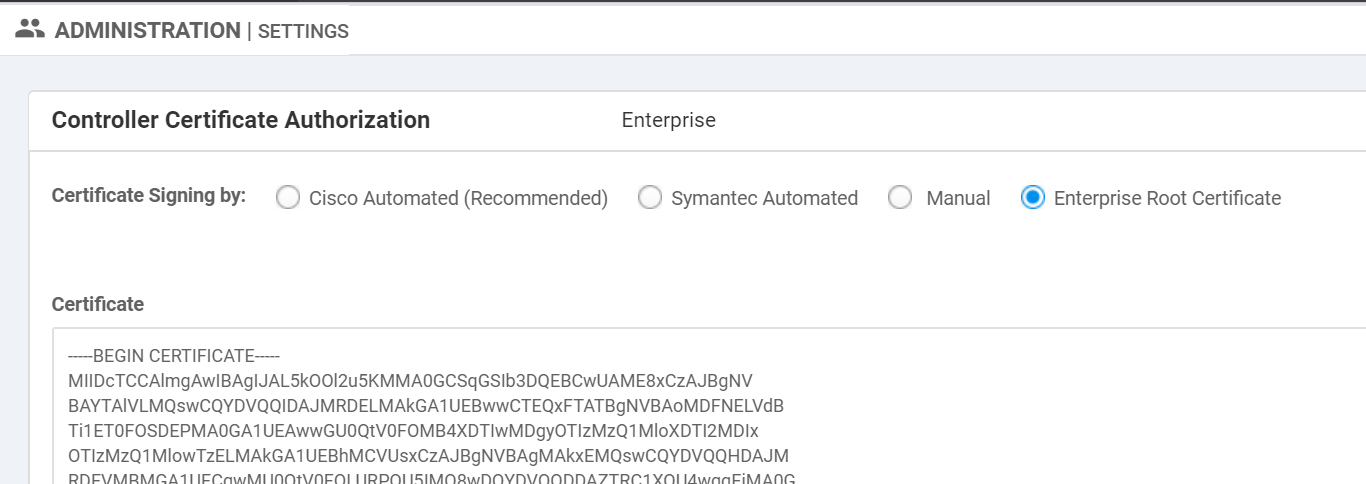 ADMINISTRATION | SETTINGS
Controller Certificate Authorization Enterprise
Certificate Signing by: Cisco Automated (Recommended) Symantec Automated Manual Enterprise Root Certificate
Certificate
-----BEGIN CERTIFICATE-----
MIIDcTCCAlmgAwIBAgIJAL5kOOl2u5KMMA0GCSqGSIb3DQEBCwUAME8xCzAJBgNV
BAYTAlVLMQswCQYDVQQIDAJMRDELMAkGA1UEBwwCTEQxFTATBgNVBAoMDFNELVdB
Ti1ET0FOSDEPMA0GA1UEAwwGU0QtV0FOMB4XDTIwMDgyOTIzMzQ1MloXDTI2MDIx
OTIzMzQ1MlowTzELMAkGA1UEBhMCVUsxCzAJBgNVBAgMAkxEMQswCQYDVQQHDAJM